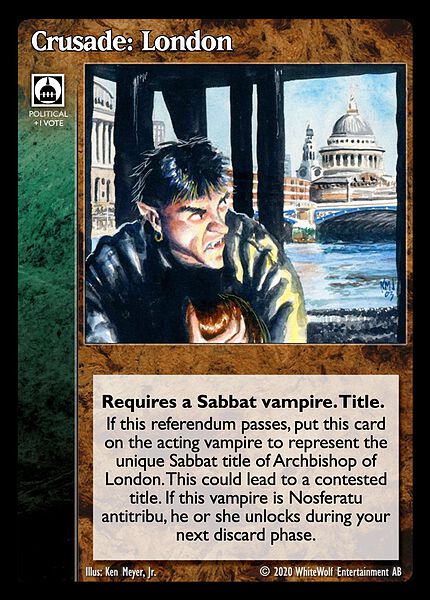 Crusade: London
POLITICAL
+1 VOTE
KMJ
Requires a Sabbat vampire. Title.
If this referendum passes, put this card
on the acting vampire to represent the
unique Sabbat title of Archbishop of
London. This could lead to a contested
title. If this vampire is Nosferatu
antitribu, he or she unlocks during your
next discard phase.
Illus: Ken Meyer, Jr.
© 2020 WhiteWolf Entertainment AB